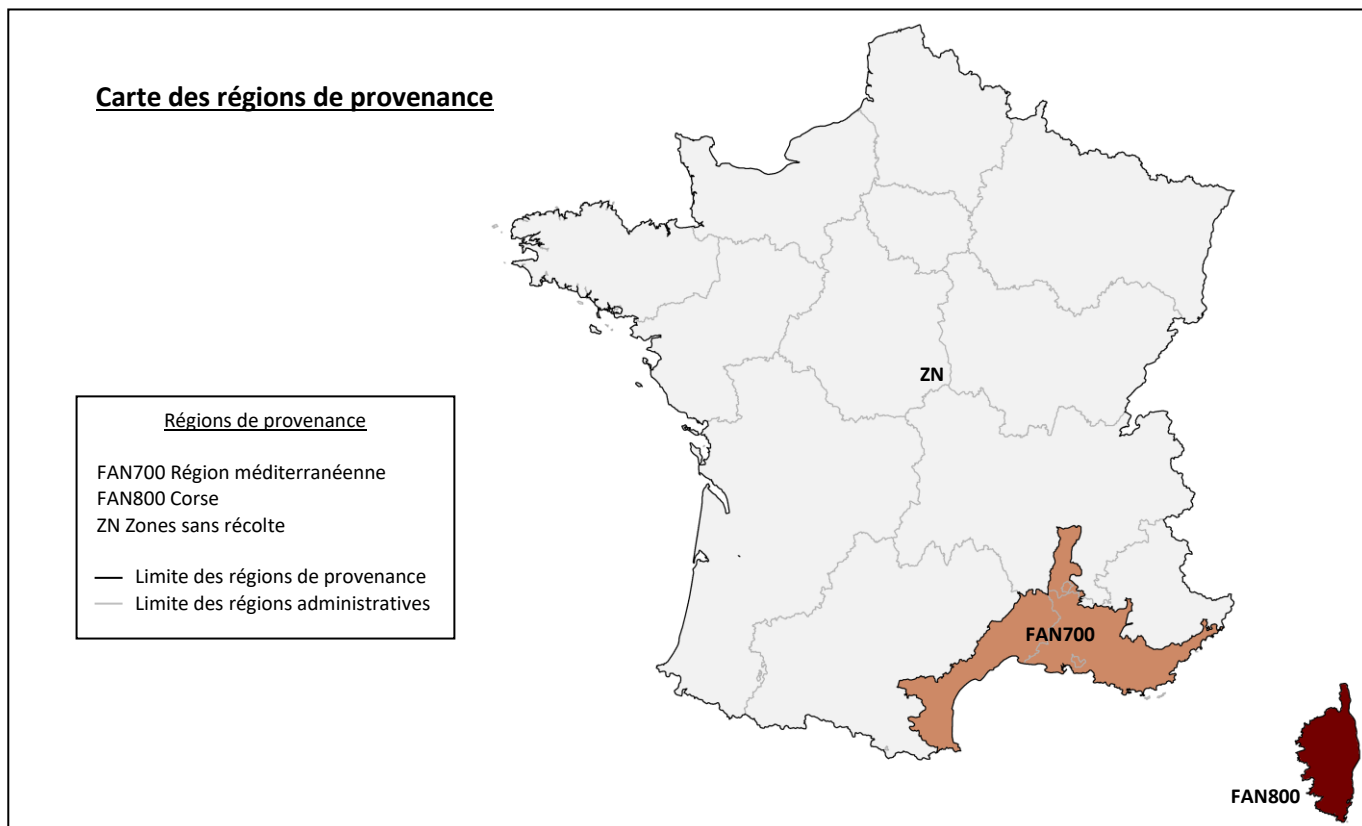 Carte des régions de provenance
ZN
Régions de provenance
FAN700 Région méditerranéenne
FAN800 Corse
ZN Zones sans récolte
Limite des régions de provenance
Limite des régions administratives
FAN700
FAN800